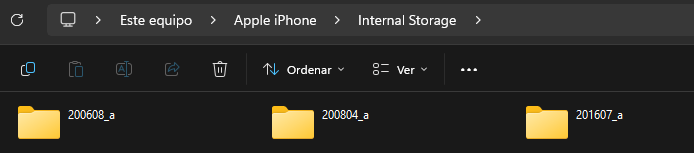 Este equipo > Apple iPhone > Internal Storage >
Ordenar Ver
200608_a 200804_a 201607_a